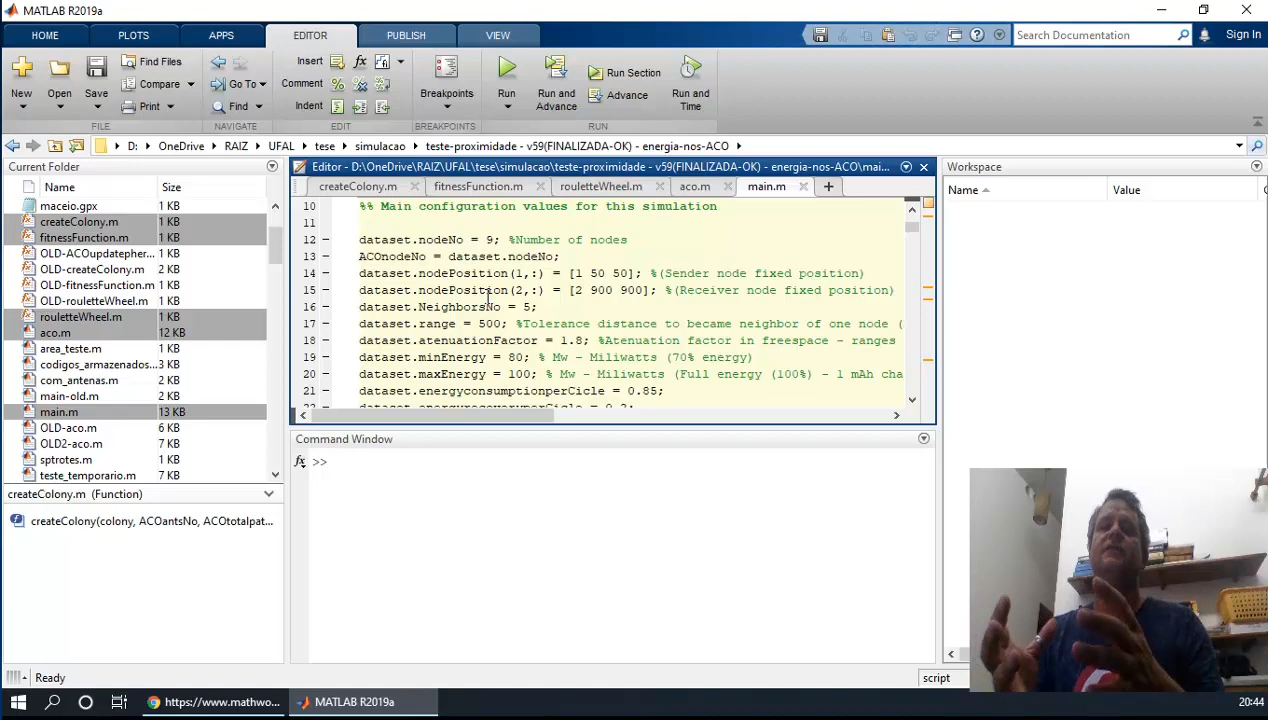 MATLAB R2019a
HOME PLOTS APPS EDITOR PUBLISH VIEW Search Documentation Sign In
New Open Save Find Files Compare Print Go To Find Insert Comment Indent Breakpoints Run Run and Advance Run Section Advance Run and Time
FILE NAVIGATE EDIT BREAKPOINTS RUN
D: OneDrive RAIZ UFAL tese simulacao teste-proximidade - v59(FINALIZADA-OK) - energia-nos-ACO
Current Folder
Name Size
maceio.gpx 1 KB
createColony.m 1 KB
fitnessFunction.m 1 KB
OLD-ACOupdatepher... 1 KB
OLD-createColony.m 2 KB
OLD-fitnessFunction.m 1 KB
OLD-rouletteWheel.m 1 KB
rouletteWheel.m 1 KB
aco.m 12 KB
area_teste.m 1 KB
codigos_armazenados... 3 KB
com_antenas.m 1 KB
main-old.m 2 KB
main.m 13 KB
OLD-aco.m 6 KB
OLD2-aco.m 7 KB
sptrotes.m 1 KB
teste_temporario.m 7 KB
createColony.m (Function)
createColony(colony, ACOantsNo, ACOtotalpat...
Editor - D:\OneDrive\RAIZ\UFAL\tese\simulacao\teste-proximidade - v59(FINALIZADA-OK) - energia-nos-ACO\mai...
createColony.m fitnessFunction.m rouletteWheel.m aco.m main.m
10 %% Main configuration values for this simulation
11
12 - dataset.nodeNo = 9; %Number of nodes
13 - ACOnodeNo = dataset.nodeNo;
14 - dataset.nodePosition(1,:) = [1 50 50]; %(Sender node fixed position)
15 - dataset.nodePosition(2,:) = [2 900 900]; %(Receiver node fixed position)
16 - dataset.NeighborsNo = 5;
17 - dataset.range = 500; %Tolerance distance to became neighbor of one node (
18 - dataset.atenuationFactor = 1.8; %Atenuation factor in freespace - ranges
19 - dataset.minEnergy = 80; % Mw - Miliwatts (70% energy)
20 - dataset.maxEnergy = 100; % Mw - Miliwatts (Full energy (100%) - 1 mAh cha
21 - dataset.energyconsumptionperCicle = 0.85;
22 - dataset.energyrecoveryperCicle = 0.2;
Command Window
fx >>
Workspace
Name Value
Ready script
https://www.mathwo... MATLAB R2019a 20:44